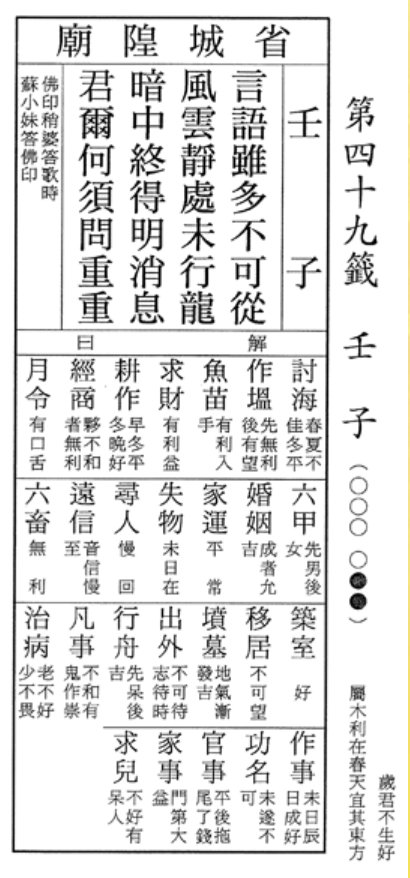 第四十九籤 壬子(○○○ ○●●)
歲君不生好
屬木利在春天宜其東方
省城隍廟
壬子
言語雖多不可從
風雲靜處未行龍
暗中終得明消息
君爾何須問重重
佛印稍婆答歌時
蘇小妹答佛印
解曰
討海
春夏不
佳冬平
作塭
先無利
後有望
魚苗
有利入
手
求財
有利益
耕作
早冬平
冬晚好
經商
夥不和
者無利
月令
有口舌
六甲
先男後
女
婚姻
成者允
吉
家運
平常
失物
未日在
尋人
慢回
遠信
音信慢
至
六畜
無利
築室
好
移居
不可望
墳墓
地氣漸
發吉
出外
不可待
志待時
行舟
先呆後
吉
凡事
不和有
鬼作祟
治病
老不好
少不畏
作事
未日辰
日成好
功名
未遂不
可
官事
平後拖
尾了錢
家事
門第大
益
求兒
不好有
呆人